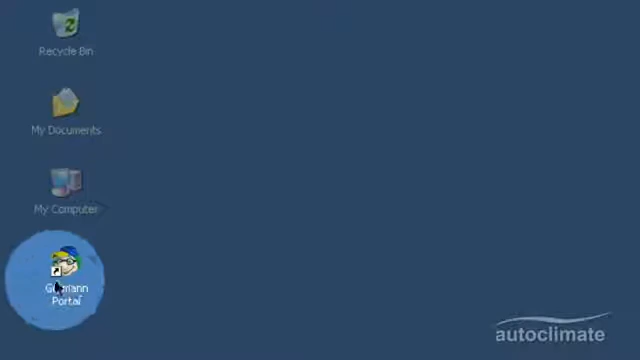 Recycle Bin
My Documents
My Computer
Portal
autoclimate